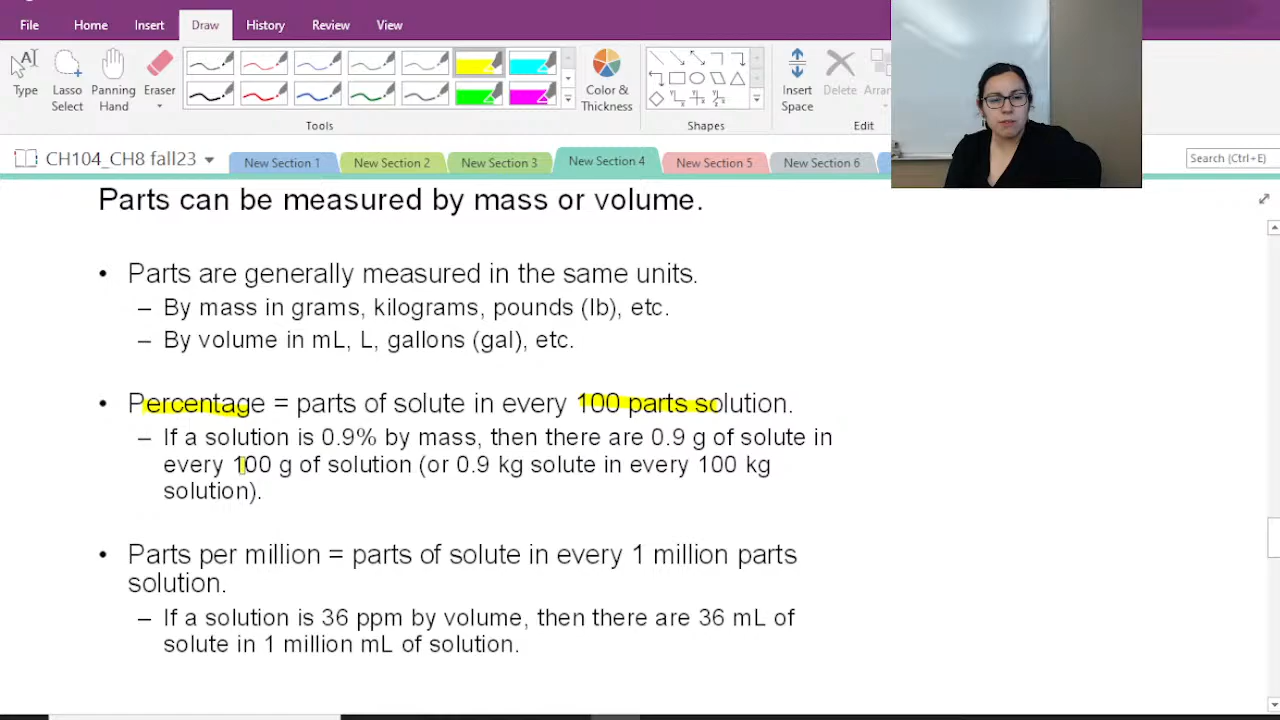 File Home Insert Draw History Review View
Type Lasso Select Panning Hand Eraser Color & Thickness Insert Space Delete
Tools Shapes Edit
CH104_CH8 fall23 New Section 1 New Section 2 New Section 3 New Section 4 New Section 5 New Section 6 Search (Ctrl+E)
Parts can be measured by mass or volume.
• Parts are generally measured in the same units.
– By mass in grams, kilograms, pounds (lb), etc.
– By volume in mL, L, gallons (gal), etc.
• Percentage = parts of solute in every 100 parts solution.
– If a solution is 0.9% by mass, then there are 0.9 g of solute in
every 100 g of solution (or 0.9 kg solute in every 100 kg
solution).
• Parts per million = parts of solute in every 1 million parts
solution.
– If a solution is 36 ppm by volume, then there are 36 mL of
solute in 1 million mL of solution.